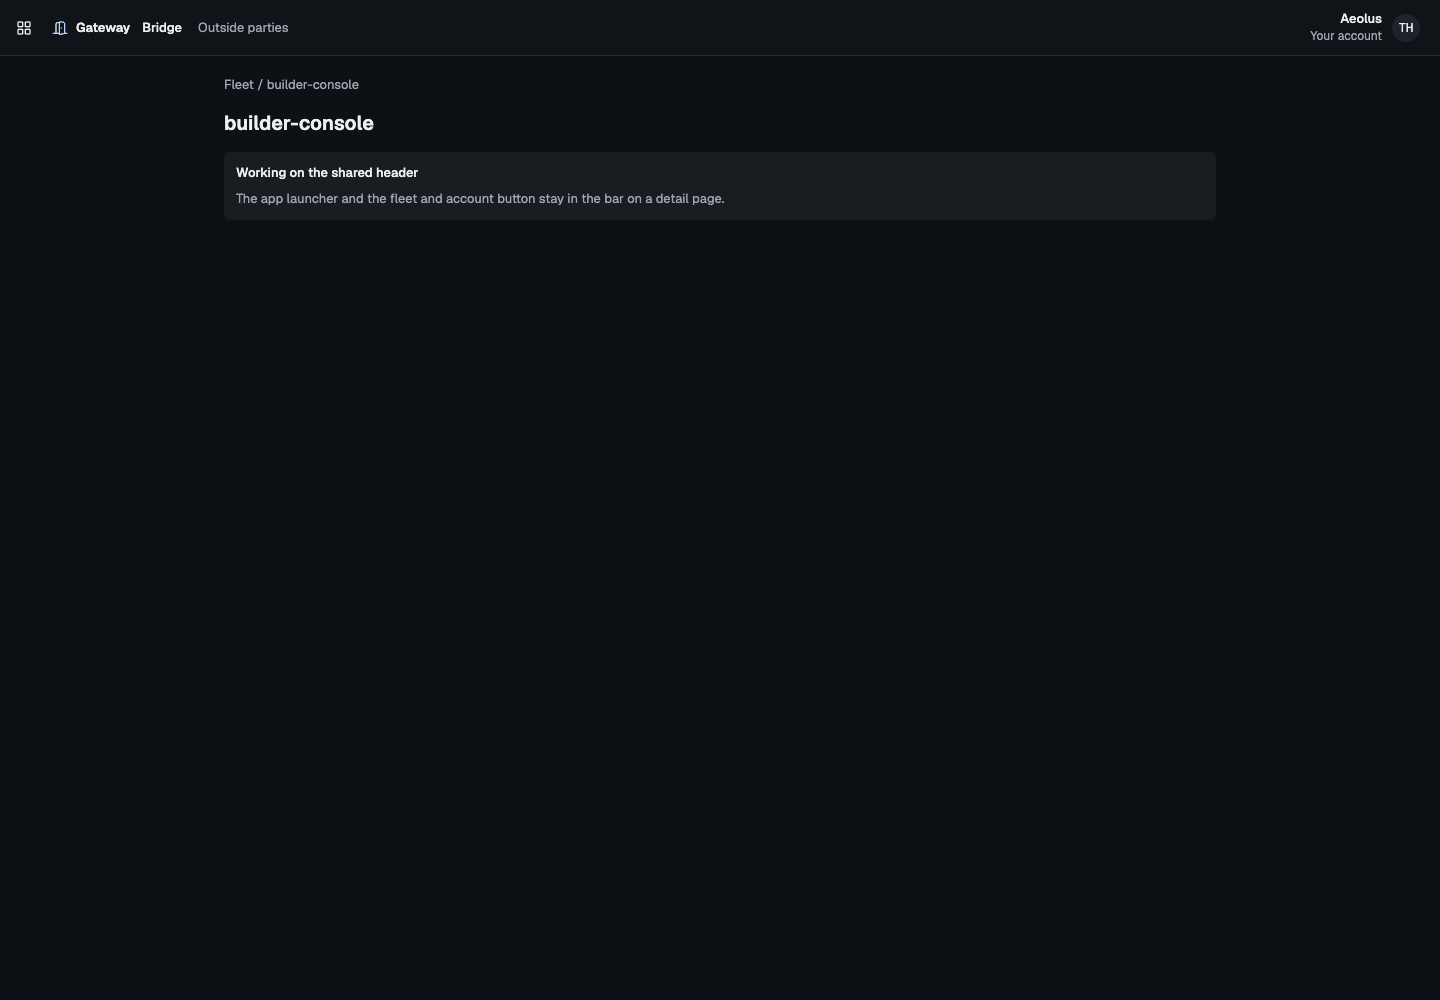 Gateway Bridge Outside parties
Aeolus
Your account
TH
Fleet / builder-console
builder-console
Working on the shared header
The app launcher and the fleet and account button stay in the bar on a detail page.